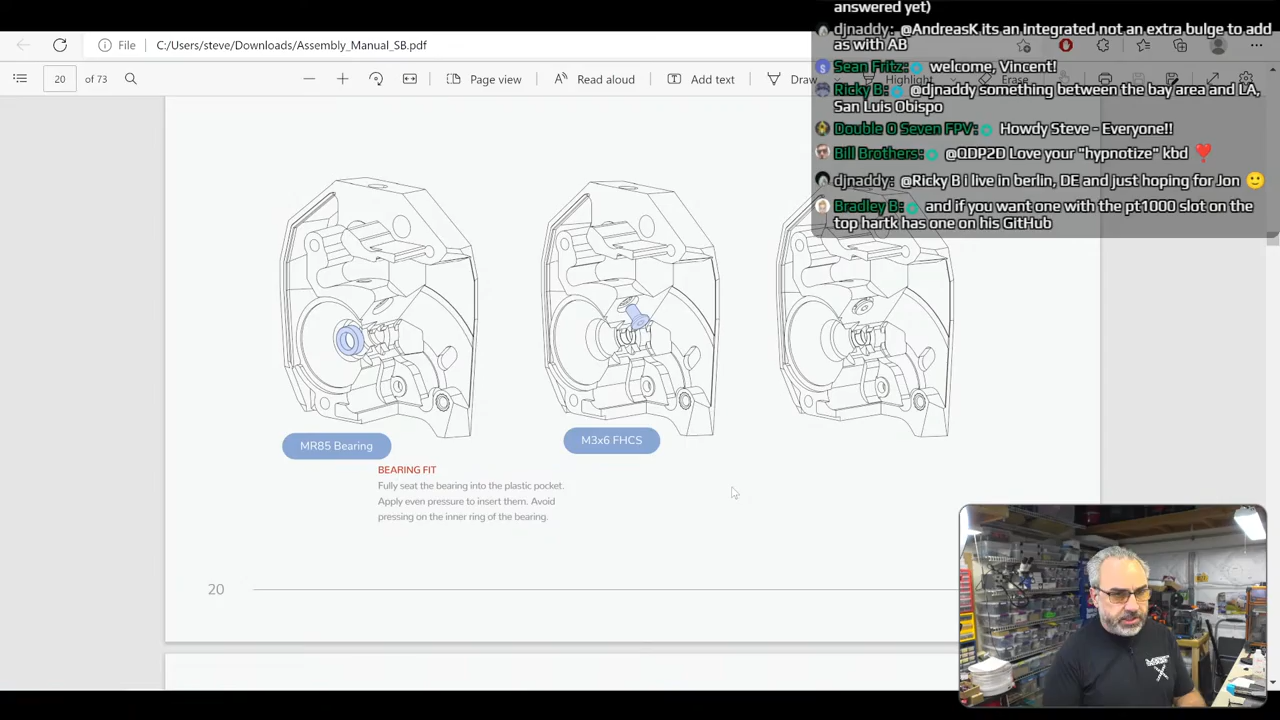 File
C:/Users/steve/Downloads/Assembly_Manual_SB.pdf
20
of 73
Page view
Read aloud
Add text
Draw
Highlight
Erase
answered yet)
djnaddy: @AndreasK its an integrated not an extra bulge to add
as with AB
Sean Fritz: welcome, Vincent!
Ricky B: @djnaddy something between the bay area and LA,
San Luis Obispo
Double O Seven FPV: Howdy Steve - Everyone!!
Bill Brothers: @QDP2D Love your "hypnotize" kbd ❤️
djnaddy: @Ricky B i live in berlin, DE and just hoping for Jon 🙂
Bradley B: and if you want one with the pt1000 slot on the
top hartk has one on his GitHub
MR85 Bearing
M3x6 FHCS
BEARING FIT
Fully seat the bearing into the plastic pocket.
Apply even pressure to insert them. Avoid
pressing on the inner ring of the bearing.
20